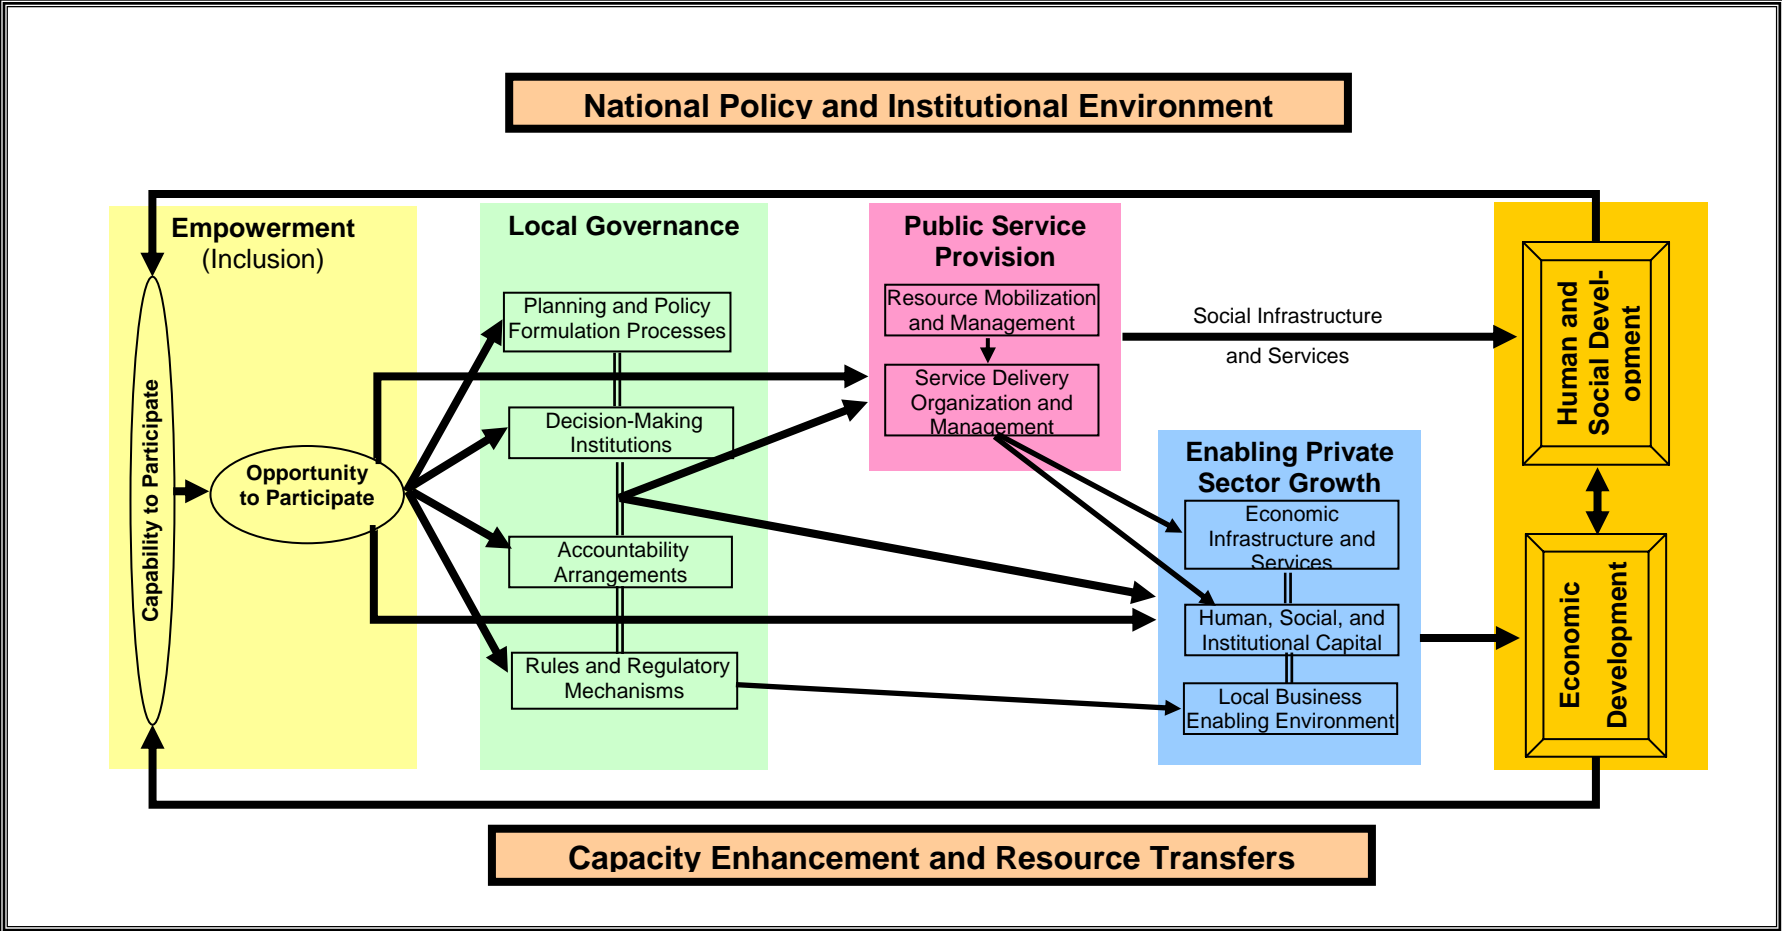 National Policy and Institutional Environment
Empowerment
(Inclusion)
Capability to Participate
Opportunity
to Participate
Local Governance
Planning and Policy
Formulation Processes
Decision-Making
Institutions
Accountability
Arrangements
Rules and Regulatory
Mechanisms
Public Service
Provision
Resource Mobilization
and Management
Service Delivery
Organization and
Management
Social Infrastructure
and Services
Enabling Private
Sector Growth
Economic
Infrastructure and
Services
Human, Social, and
Institutional Capital
Local Business
Enabling Environment
Human and
Social Devel-
opment
Economic
Development
Capacity Enhancement and Resource Transfers